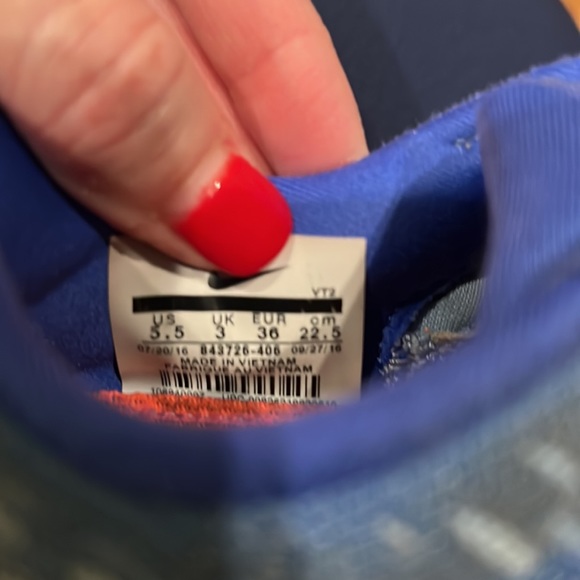 VT2
US UK EUR cm
5.5 3 36 22.5
07/20/16 843726-406 09/27/16
MADE IN VIETNAM
FABRIQUE AU VIETNAM